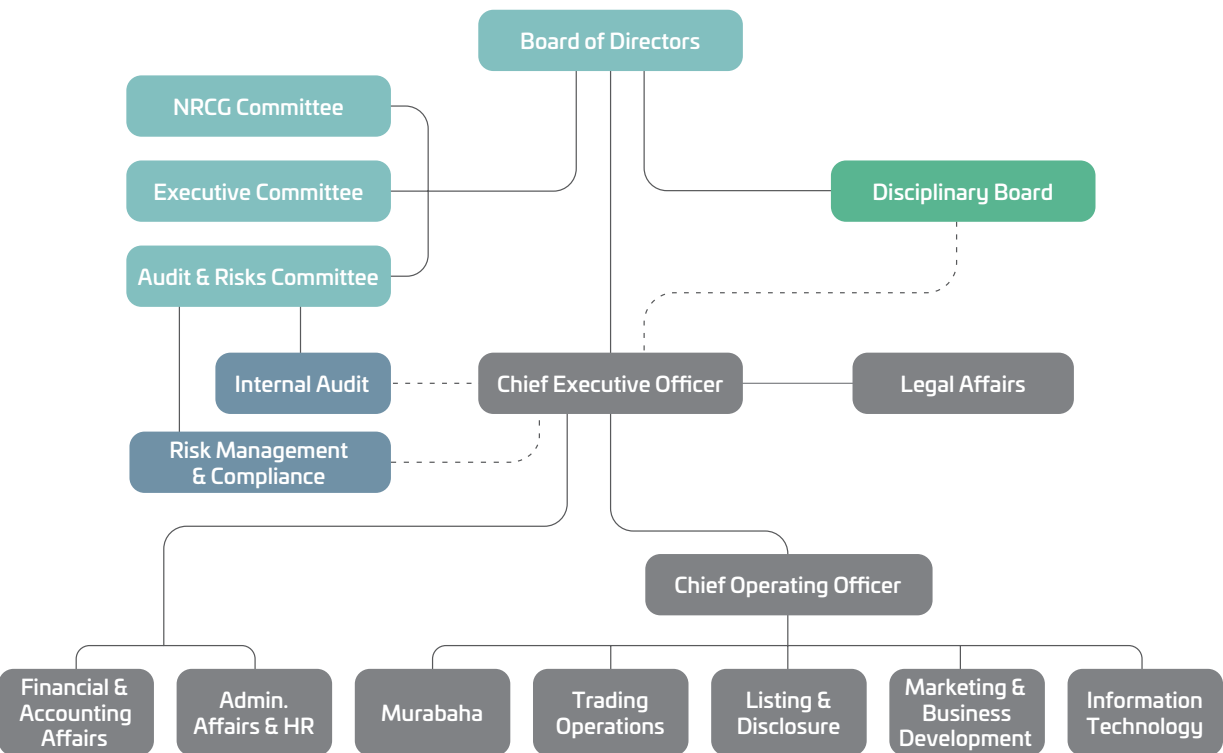 Board of Directors
NRCG Committee
Executive Committee
Disciplinary Board
Audit & Risks Committee
Internal Audit
Chief Executive Officer
Legal Affairs
Risk Management
& Compliance
Chief Operating Officer
Financial &
Accounting
Affairs
Admin.
Affairs & HR
Murabaha
Trading
Operations
Listing &
Disclosure
Marketing &
Business
Development
Information
Technology